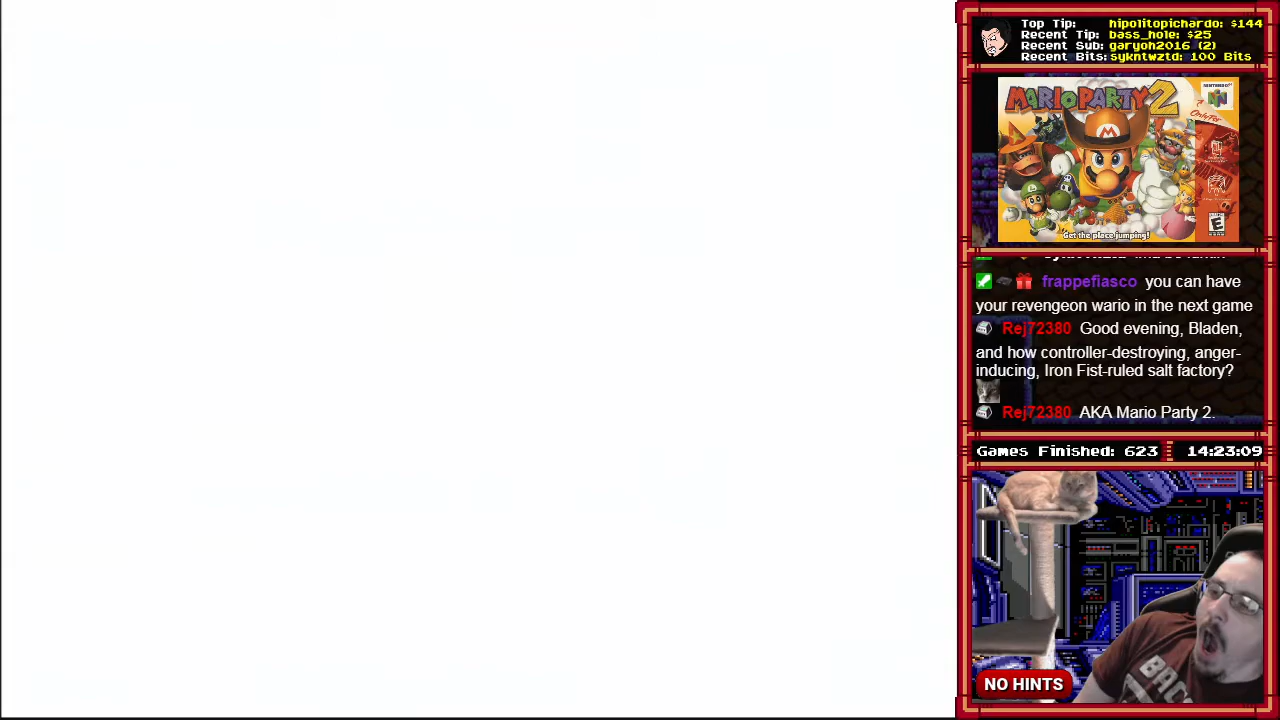 Top Tip: hipolitopichardo: $144
Recent Tip: bass_hole: $25
Recent Sub: garyoh2016 (2)
Recent Bits: sykntwztd: 100 Bits
MARIO PARTY 2
Get the place jumping!
frappefiasco you can have
your revengeon wario in the next game
Rej72380 Good evening, Bladen,
and how controller-destroying, anger-
inducing, Iron Fist-ruled salt factory?
Rej72380 AKA Mario Party 2.
Games Finished: 623 14:23:09
NO HINTS